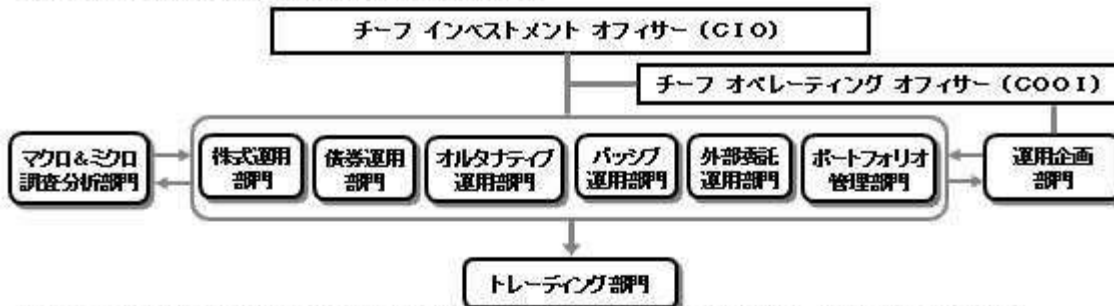 チーフ インベストメント オフィサー (CIO)
チーフ オペレーティング オフィサー (COOI)
マクロ&ミクロ
調査分析部門
株式運用
部門
債券運用
部門
オルタナティブ
運用部門
パッシブ
運用部門
外部委託
運用部門
ポートフォリオ
管理部門
運用企画
部門
トレーディング部門